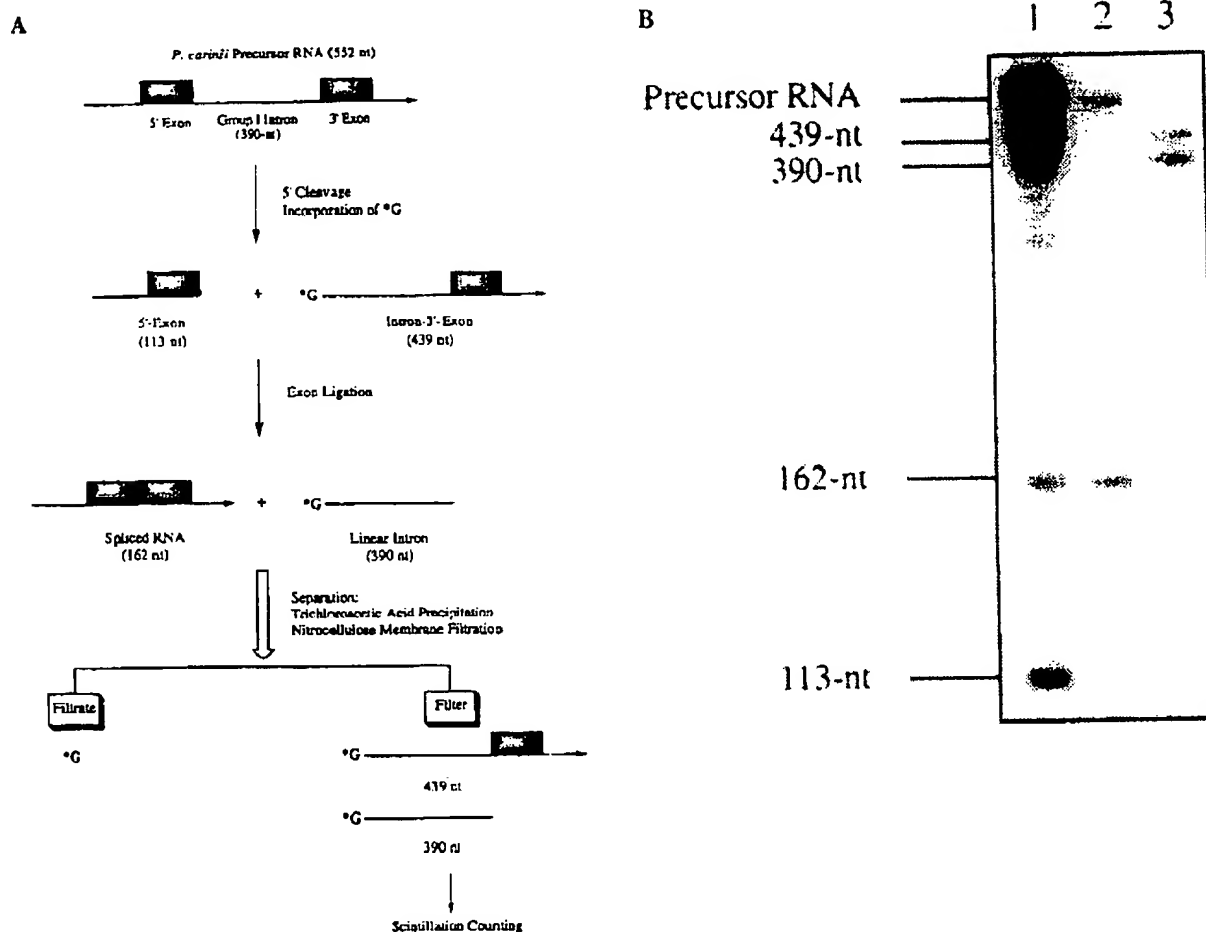 A
P. carinii Precursor RNA (552 nt)
5' Exon
Group I Intron
(390-nt)
3' Exon
5' Cleavage
Incorporation of *G
+
*G
5'-Exon
(113 nt)
Intron-3'-Exon
(439 nt)
Exon Ligation
+
*G
Spliced RNA
(162 nt)
Linear Intron
(390 nt)
Separation:
Trichloroacetic Acid Precipitation
Nitrocellulose Membrane Filtration
Filtrate
Filter
*G
*G
439 nt
*G
390 nt
Scintillation Counting
B
1 2 3
Precursor RNA
439-nt
390-nt
162-nt
113-nt